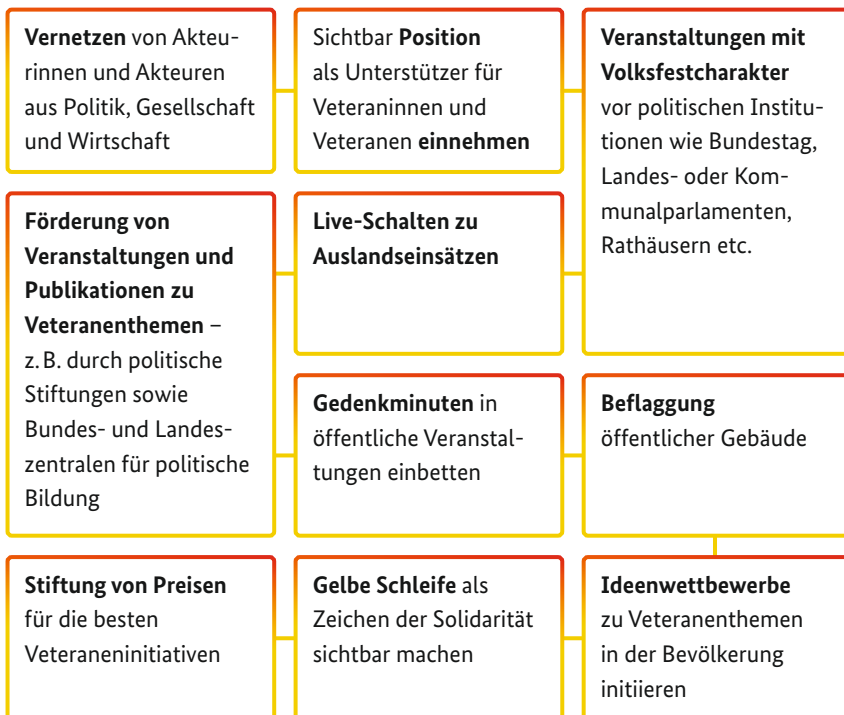 Vernetzen von Akteu-
rinnen und Akteuren
aus Politik, Gesellschaft
und Wirtschaft
Sichtbar Position
als Unterstützer für
Veteraninnen und
Veteranen einnehmen
Veranstaltungen mit
Volksfestcharakter
vor politischen Institu-
tionen wie Bundestag,
Landes- oder Kom-
munalparlamenten,
Rathäusern etc.
Förderung von
Veranstaltungen und
Publikationen zu
Veteranenthemen –
z. B. durch politische
Stiftungen sowie
Bundes- und Landes-
zentralen für politische
Bildung
Live-Schalten zu
Auslandseinsätzen
Gedenkminuten in
öffentliche Veranstal-
tungen einbetten
Beflaggung
öffentlicher Gebäude
Stiftung von Preisen
für die besten
Veteraneninitiativen
Gelbe Schleife als
Zeichen der Solidarität
sichtbar machen
Ideenwettbewerbe
zu Veteranenthemen
in der Bevölkerung
initiieren